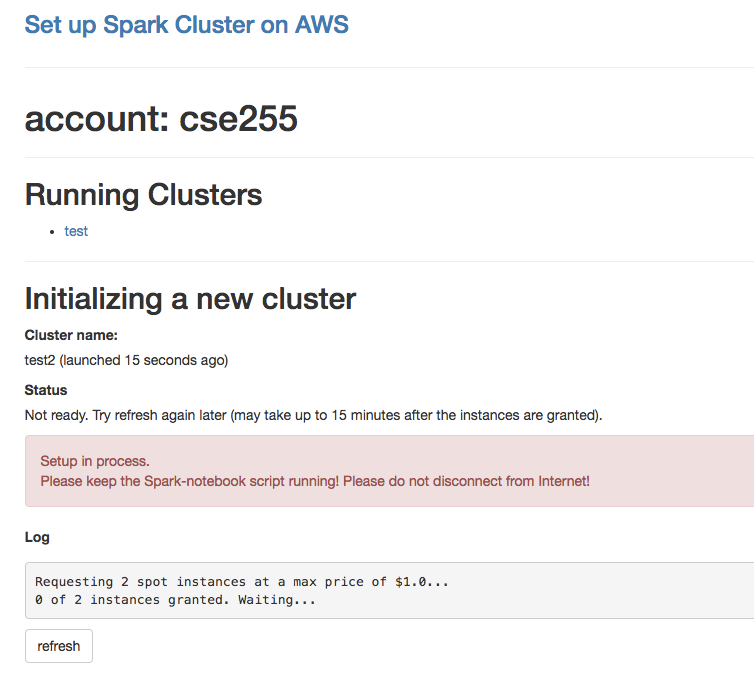 Set up Spark Cluster on AWS
account: cse255
Running Clusters
test
Initializing a new cluster
Cluster name:
test2 (launched 15 seconds ago)
Status
Not ready. Try refresh again later (may take up to 15 minutes after the instances are granted).
Setup in process.
Please keep the Spark-notebook script running! Please do not disconnect from Internet!
Log
Requesting 2 spot instances at a max price of $1.0...
0 of 2 instances granted. Waiting...
refresh